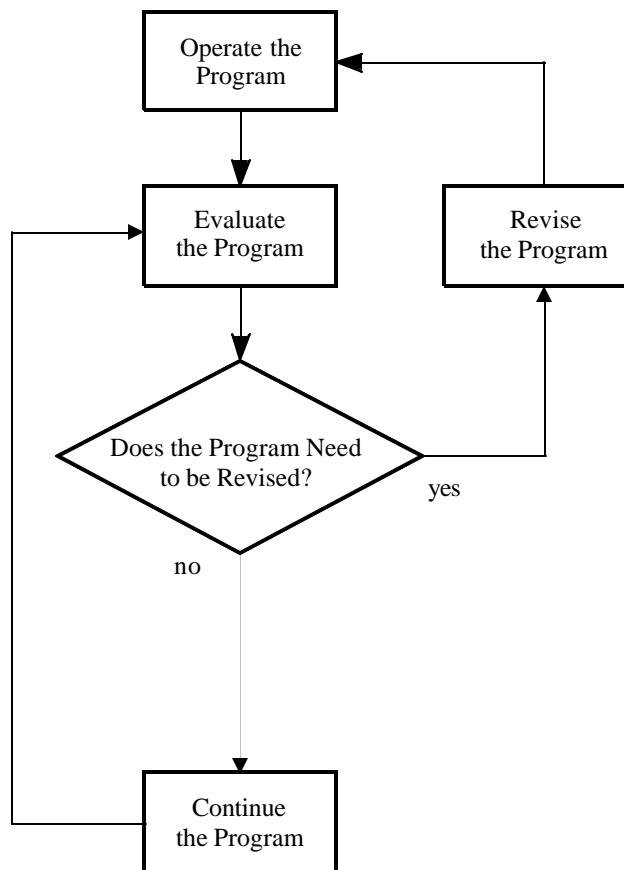 Operate the
Program
Evaluate
the Program
Revise
the Program
Does the Program Need
to be Revised?
yes
no
Continue
the Program